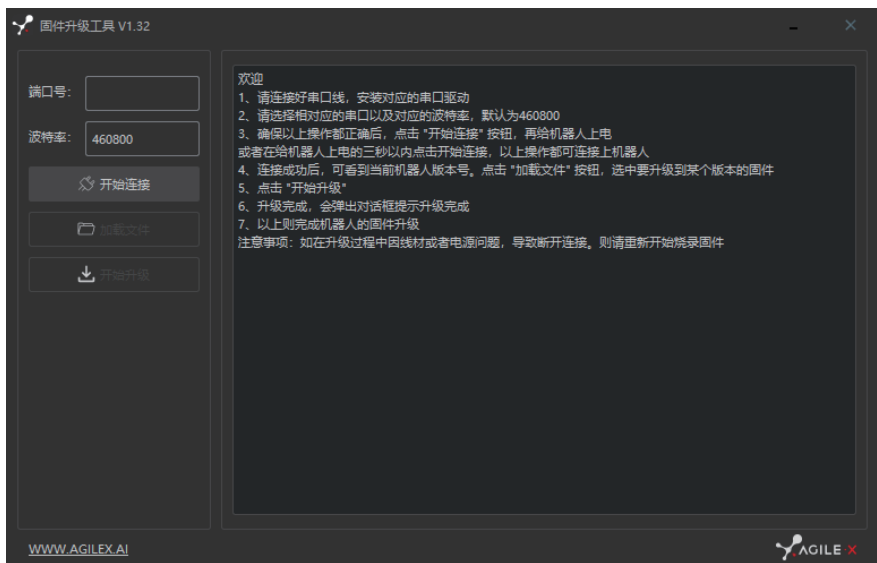 固件升级工具 V1.32
端口号:
波特率: 460800
开始连接
加载文件
开始升级
欢迎
1、请连接好串口线，安装对应的串口驱动
2、请选择相对应的串口以及对应的波特率，默认为460800
3、确保以上操作都正确后，点击 "开始连接" 按钮，再给机器人上电
或者在给机器人上电的三秒以内点击开始连接，以上操作都可连接上机器人
4、连接成功后，可看到当前机器人版本号。点击 "加载文件" 按钮，选中要升级到某个版本的固件
5、点击 "开始升级"
6、升级完成，会弹出对话框提示升级完成
7、以上则完成机器人的固件升级
注意事项：如在升级过程中因线材或者电源问题，导致断开连接。则请重新开始烧录固件
WWW.AGILEX.AI
AGILE X